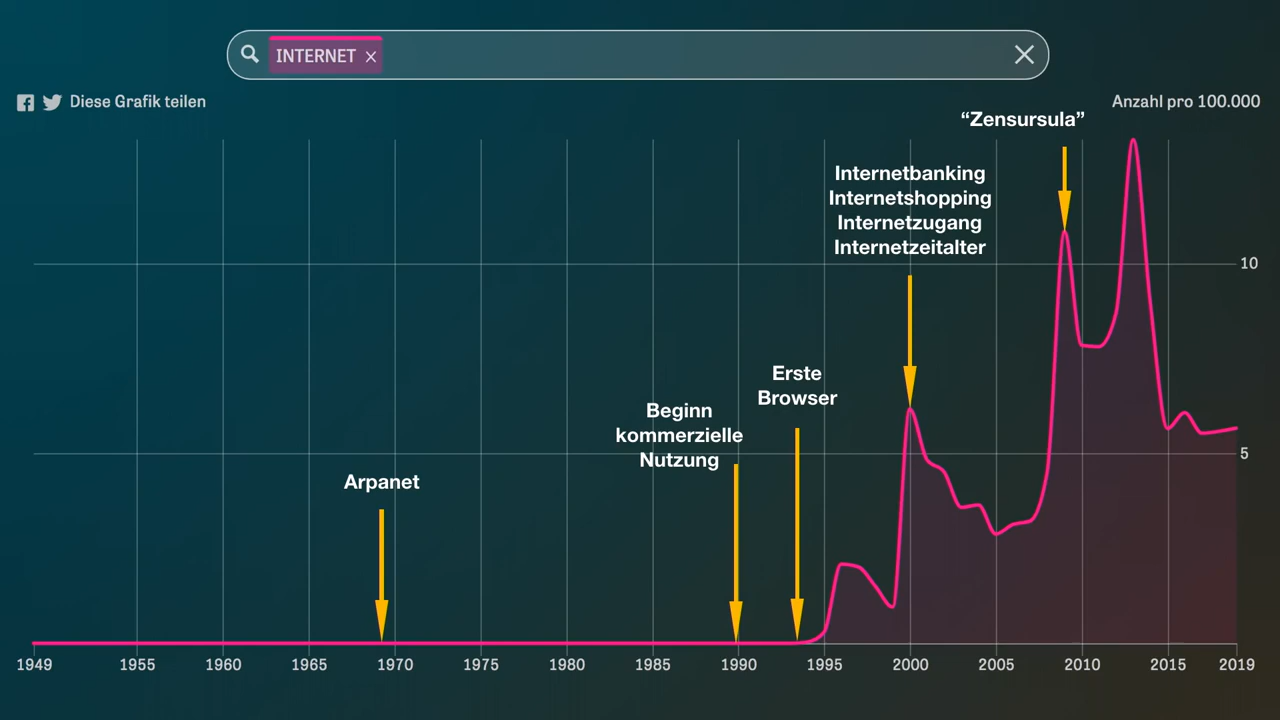 INTERNET ×
Diese Grafik teilen
Anzahl pro 100.000
“Zensursula”
Internetbanking
Internetshopping
Internetzugang
Internetzeitalter
10
Erste
Browser
Beginn
kommerzielle
Nutzung
5
Arpanet
1949 1955 1960 1965 1970 1975 1980 1985 1990 1995 2000 2005 2010 2015 2019